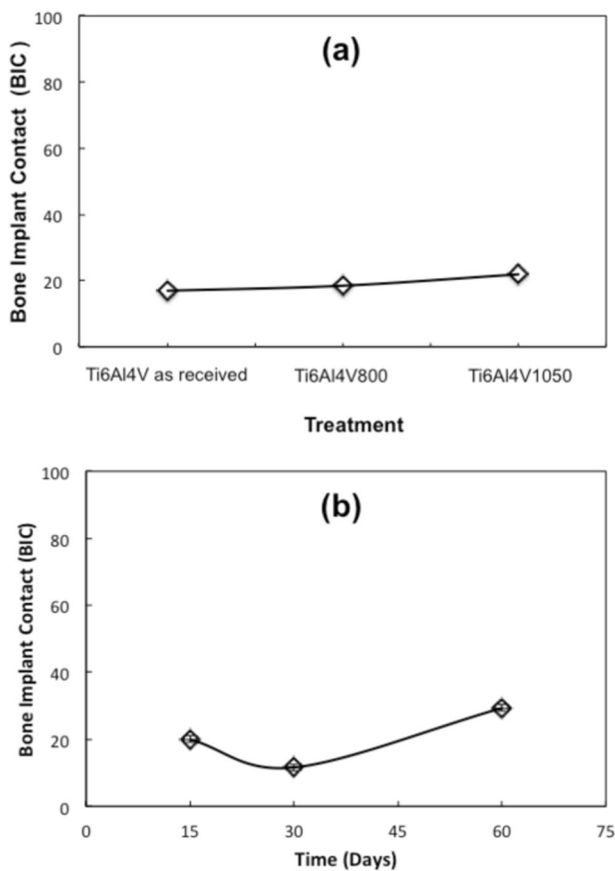 100
(a)
80
60
40
20
0
Bone Implant Contact (BIC )
Ti6Al4V as received Ti6Al4V800 Ti6Al4V1050
Treatment
100
(b)
80
60
40
20
0
Bone Implant Contact (BIC)
0 15 30 45 60 75
Time (Days)